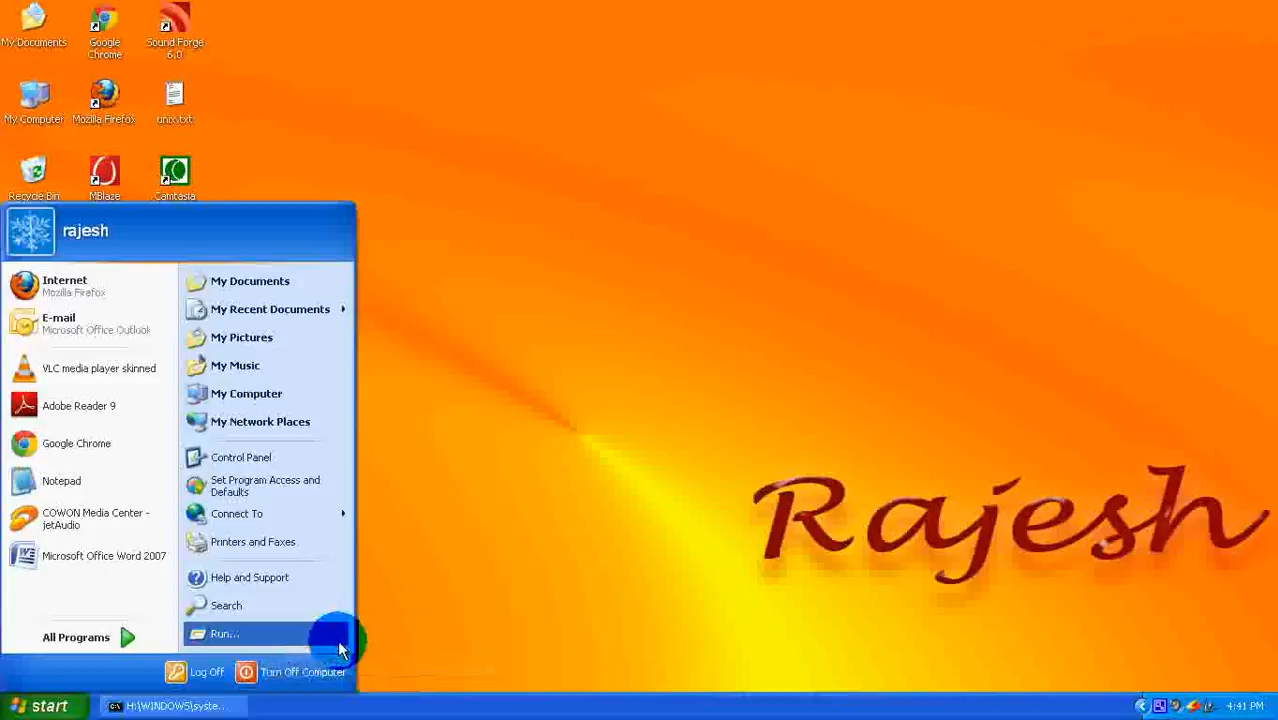 My Documents
Google
Chrome
Sound Forge
6.0
My Computer
Mozilla Firefox
unix.txt
Recycle Bin
MBlaze
Camtasia
rajesh
Internet
Mozilla Firefox
E-mail
Microsoft Office Outlook
VLC media player skinned
Adobe Reader 9
Google Chrome
Notepad
COWON Media Center -
jetAudio
Microsoft Office Word 2007
All Programs
My Documents
My Recent Documents
My Pictures
My Music
My Computer
My Network Places
Control Panel
Set Program Access and
Defaults
Connect To
Printers and Faxes
Help and Support
Search
Run...
Log Off
Turn Off Computer
Rajesh
start
H:\WINDOWS\syste...
4:41 PM